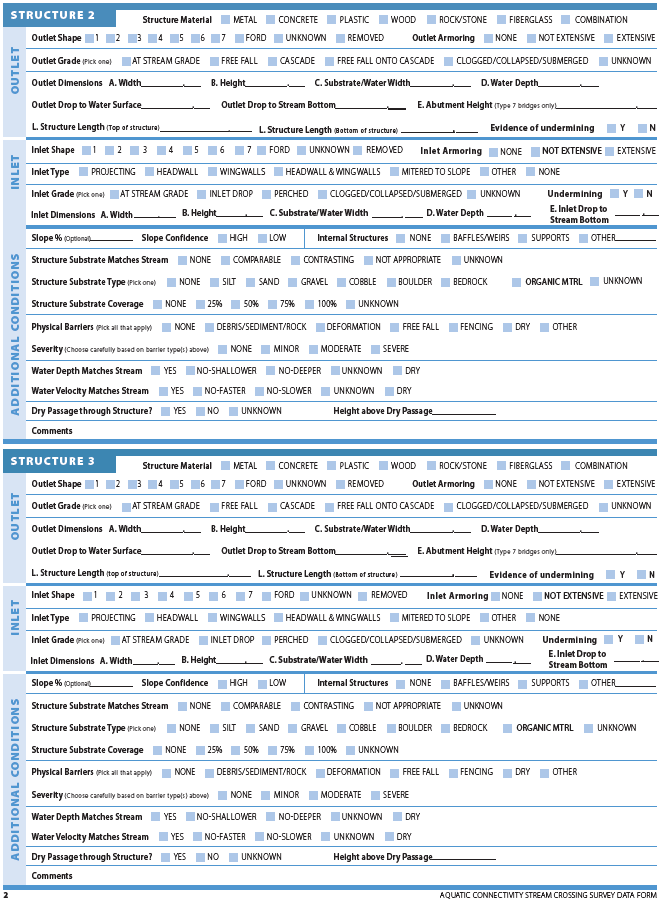 STRUCTURE 2 Structure Material METAL CONCRETE PLASTIC WOOD ROCK/STONE FIBERGLASS COMBINATION
OUTLET
Outlet Shape 1 2 3 4 5 6 7 FORD UNKNOWN REMOVED Outlet Armoring NONE NOT EXTENSIVE EXTENSIVE
Outlet Grade (Pick one) AT STREAM GRADE FREE FALL CASCADE FREE FALL ONTO CASCADE CLOGGED/COLLAPSED/SUBMERGED UNKNOWN
Outlet Dimensions A. Width______.__ B. Height______.__ C. Substrate/Water Width______.__ D. Water Depth______.__
Outlet Drop to Water Surface______.__ Outlet Drop to Stream Bottom______.__ E. Abutment Height (Type 7 bridges only)______.__
L. Structure Length (Top of structure)______.__ L. Structure Length (Bottom of structure)______.__ Evidence of undermining Y N
INLET
Inlet Shape 1 2 3 4 5 6 7 FORD UNKNOWN REMOVED Inlet Armoring NONE NOT EXTENSIVE EXTENSIVE
Inlet Type PROJECTING HEADWALL WINGWALLS HEADWALL & WINGWALLS MITERED TO SLOPE OTHER NONE
Inlet Grade (Pick one) AT STREAM GRADE INLET DROP PERCHED CLOGGED/COLLAPSED/SUBMERGED UNKNOWN Undermining Y N
Inlet Dimensions A. Width______.__ B. Height______.__ C. Substrate/Water Width______.__ D. Water Depth______.__ E. Inlet Drop to
Stream Bottom______.__
ADDITIONAL CONDITIONS
Slope % (Optional)______ Slope Confidence HIGH LOW Internal Structures NONE BAFFLES/WEIRS SUPPORTS OTHER______
Structure Substrate Matches Stream NONE COMPARABLE CONTRASTING NOT APPROPRIATE UNKNOWN
Structure Substrate Type (Pick one) NONE SILT SAND GRAVEL COBBLE BOULDER BEDROCK ORGANIC MTRL UNKNOWN
Structure Substrate Coverage NONE 25% 50% 75% 100% UNKNOWN
Physical Barriers (Pick all that apply) NONE DEBRIS/SEDIMENT/ROCK DEFORMATION FREE FALL FENCING DRY OTHER
Severity (Choose carefully based on barrier type(s) above) NONE MINOR MODERATE SEVERE
Water Depth Matches Stream YES NO-SHALLOWER NO-DEEPER UNKNOWN DRY
Water Velocity Matches Stream YES NO-FASTER NO-SLOWER UNKNOWN DRY
Dry Passage through Structure? YES NO UNKNOWN Height above Dry Passage______
Comments
STRUCTURE 3 Structure Material METAL CONCRETE PLASTIC WOOD ROCK/STONE FIBERGLASS COMBINATION
OUTLET
Outlet Shape 1 2 3 4 5 6 7 FORD UNKNOWN REMOVED Outlet Armoring NONE NOT EXTENSIVE EXTENSIVE
Outlet Grade (Pick one) AT STREAM GRADE FREE FALL CASCADE FREE FALL ONTO CASCADE CLOGGED/COLLAPSED/SUBMERGED UNKNOWN
Outlet Dimensions A. Width______.__ B. Height______.__ C. Substrate/Water Width______.__ D. Water Depth______.__
Outlet Drop to Water Surface______.__ Outlet Drop to Stream Bottom______.__ E. Abutment Height (Type 7 bridges only)______.__
L. Structure Length (top of structure)______.__ L. Structure Length (Bottom of structure)______.__ Evidence of undermining Y N
INLET
Inlet Shape 1 2 3 4 5 6 7 FORD UNKNOWN REMOVED Inlet Armoring NONE NOT EXTENSIVE EXTENSIVE
Inlet Type PROJECTING HEADWALL WINGWALLS HEADWALL & WINGWALLS MITERED TO SLOPE OTHER NONE
Inlet Grade (Pick one) AT STREAM GRADE INLET DROP PERCHED CLOGGED/COLLAPSED/SUBMERGED UNKNOWN Undermining Y N
Inlet Dimensions A. Width______.__ B. Height______.__ C. Substrate/Water Width______.__ D. Water Depth______.__ E. Inlet Drop to
Stream Bottom______.__
ADDITIONAL CONDITIONS
Slope % (Optional)______ Slope Confidence HIGH LOW Internal Structures NONE BAFFLES/WEIRS SUPPORTS OTHER______
Structure Substrate Matches Stream NONE COMPARABLE CONTRASTING NOT APPROPRIATE UNKNOWN
Structure Substrate Type (Pick one) NONE SILT SAND GRAVEL COBBLE BOULDER BEDROCK ORGANIC MTRL UNKNOWN
Structure Substrate Coverage NONE 25% 50% 75% 100% UNKNOWN
Physical Barriers (Pick all that apply) NONE DEBRIS/SEDIMENT/ROCK DEFORMATION FREE FALL FENCING DRY OTHER
Severity (Choose carefully based on barrier type(s) above) NONE MINOR MODERATE SEVERE
Water Depth Matches Stream YES NO-SHALLOWER NO-DEEPER UNKNOWN DRY
Water Velocity Matches Stream YES NO-FASTER NO-SLOWER UNKNOWN DRY
Dry Passage through Structure? YES NO UNKNOWN Height above Dry Passage______
Comments
2 AQUATIC CONNECTIVITY STREAM CROSSING SURVEY DATA FORM